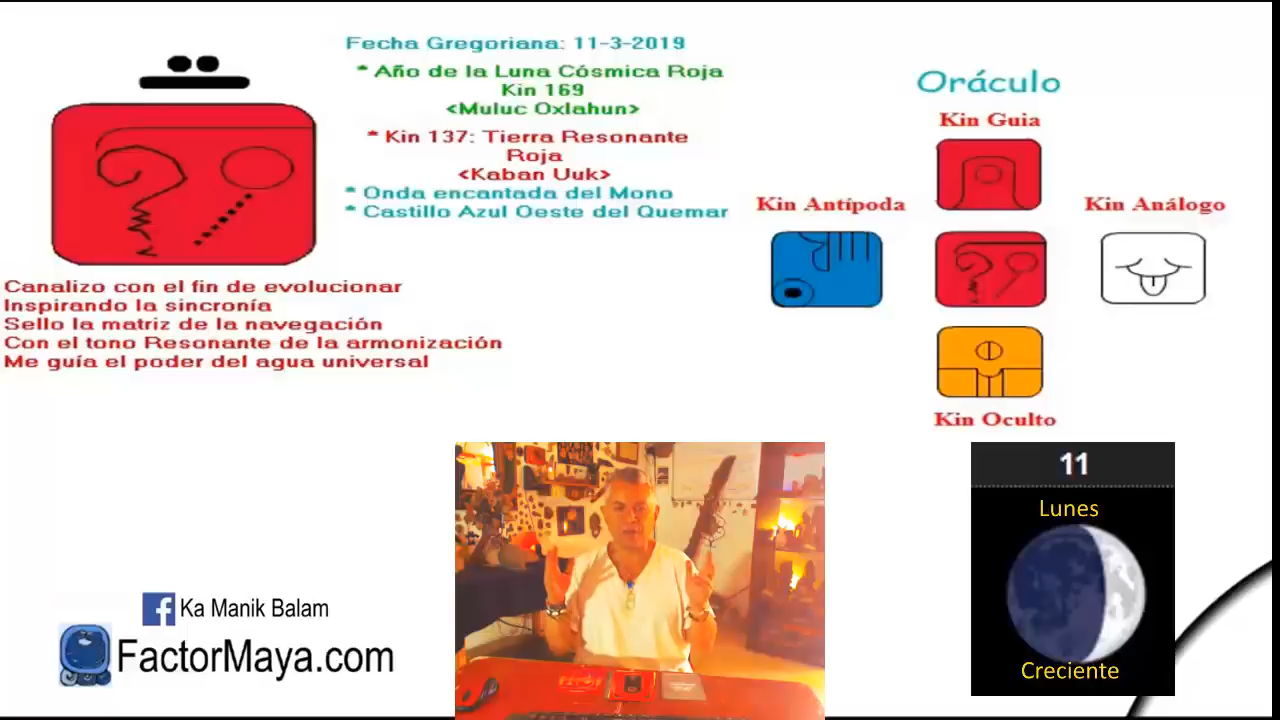 Fecha Gregoriana: 11-3-2019
* Año de la Luna Cósmica Roja
Kin 169
<Muluc Oxlahun>
* Kin 137: Tierra Resonante
Roja
<Kaban Uuk>
* Onda encantada del Mono
* Castillo Azul Oeste del Quemar
Canalizo con el fin de evolucionar
Inspirando la sincronía
Sello la matriz de la navegación
Con el tono Resonante de la armonización
Me guía el poder del agua universal
Oráculo
Kin Guia
Kin Antípoda
Kin Análogo
Kin Oculto
11
Lunes
Creciente
Ka Manik Balam
FactorMaya.com